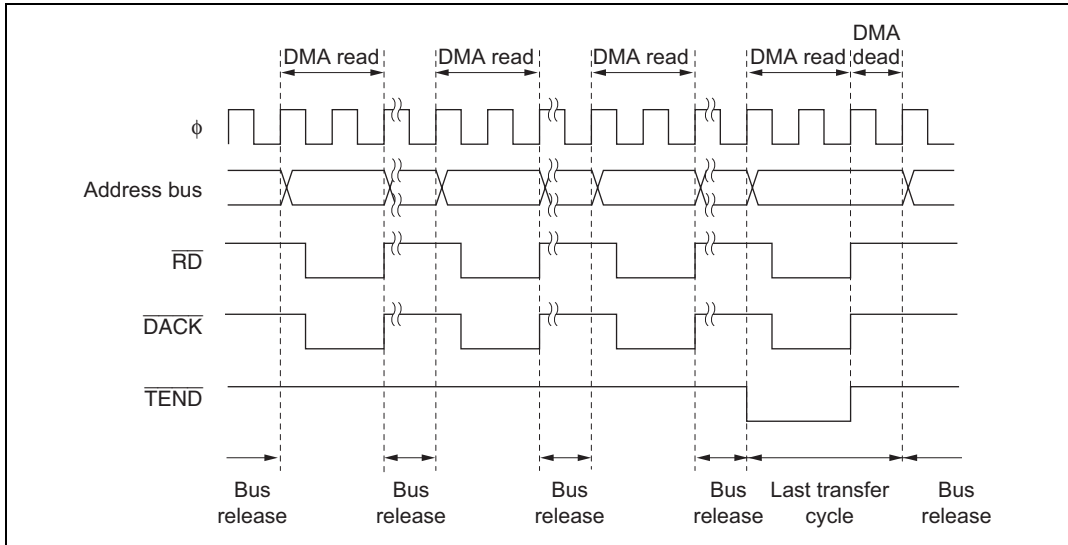 DMA read
DMA read
DMA read
DMA read
DMA
dead
ϕ
Address bus
RD
DACK
TEND
Bus
release
Bus
release
Bus
release
Bus
release
Last transfer
cycle
Bus
release